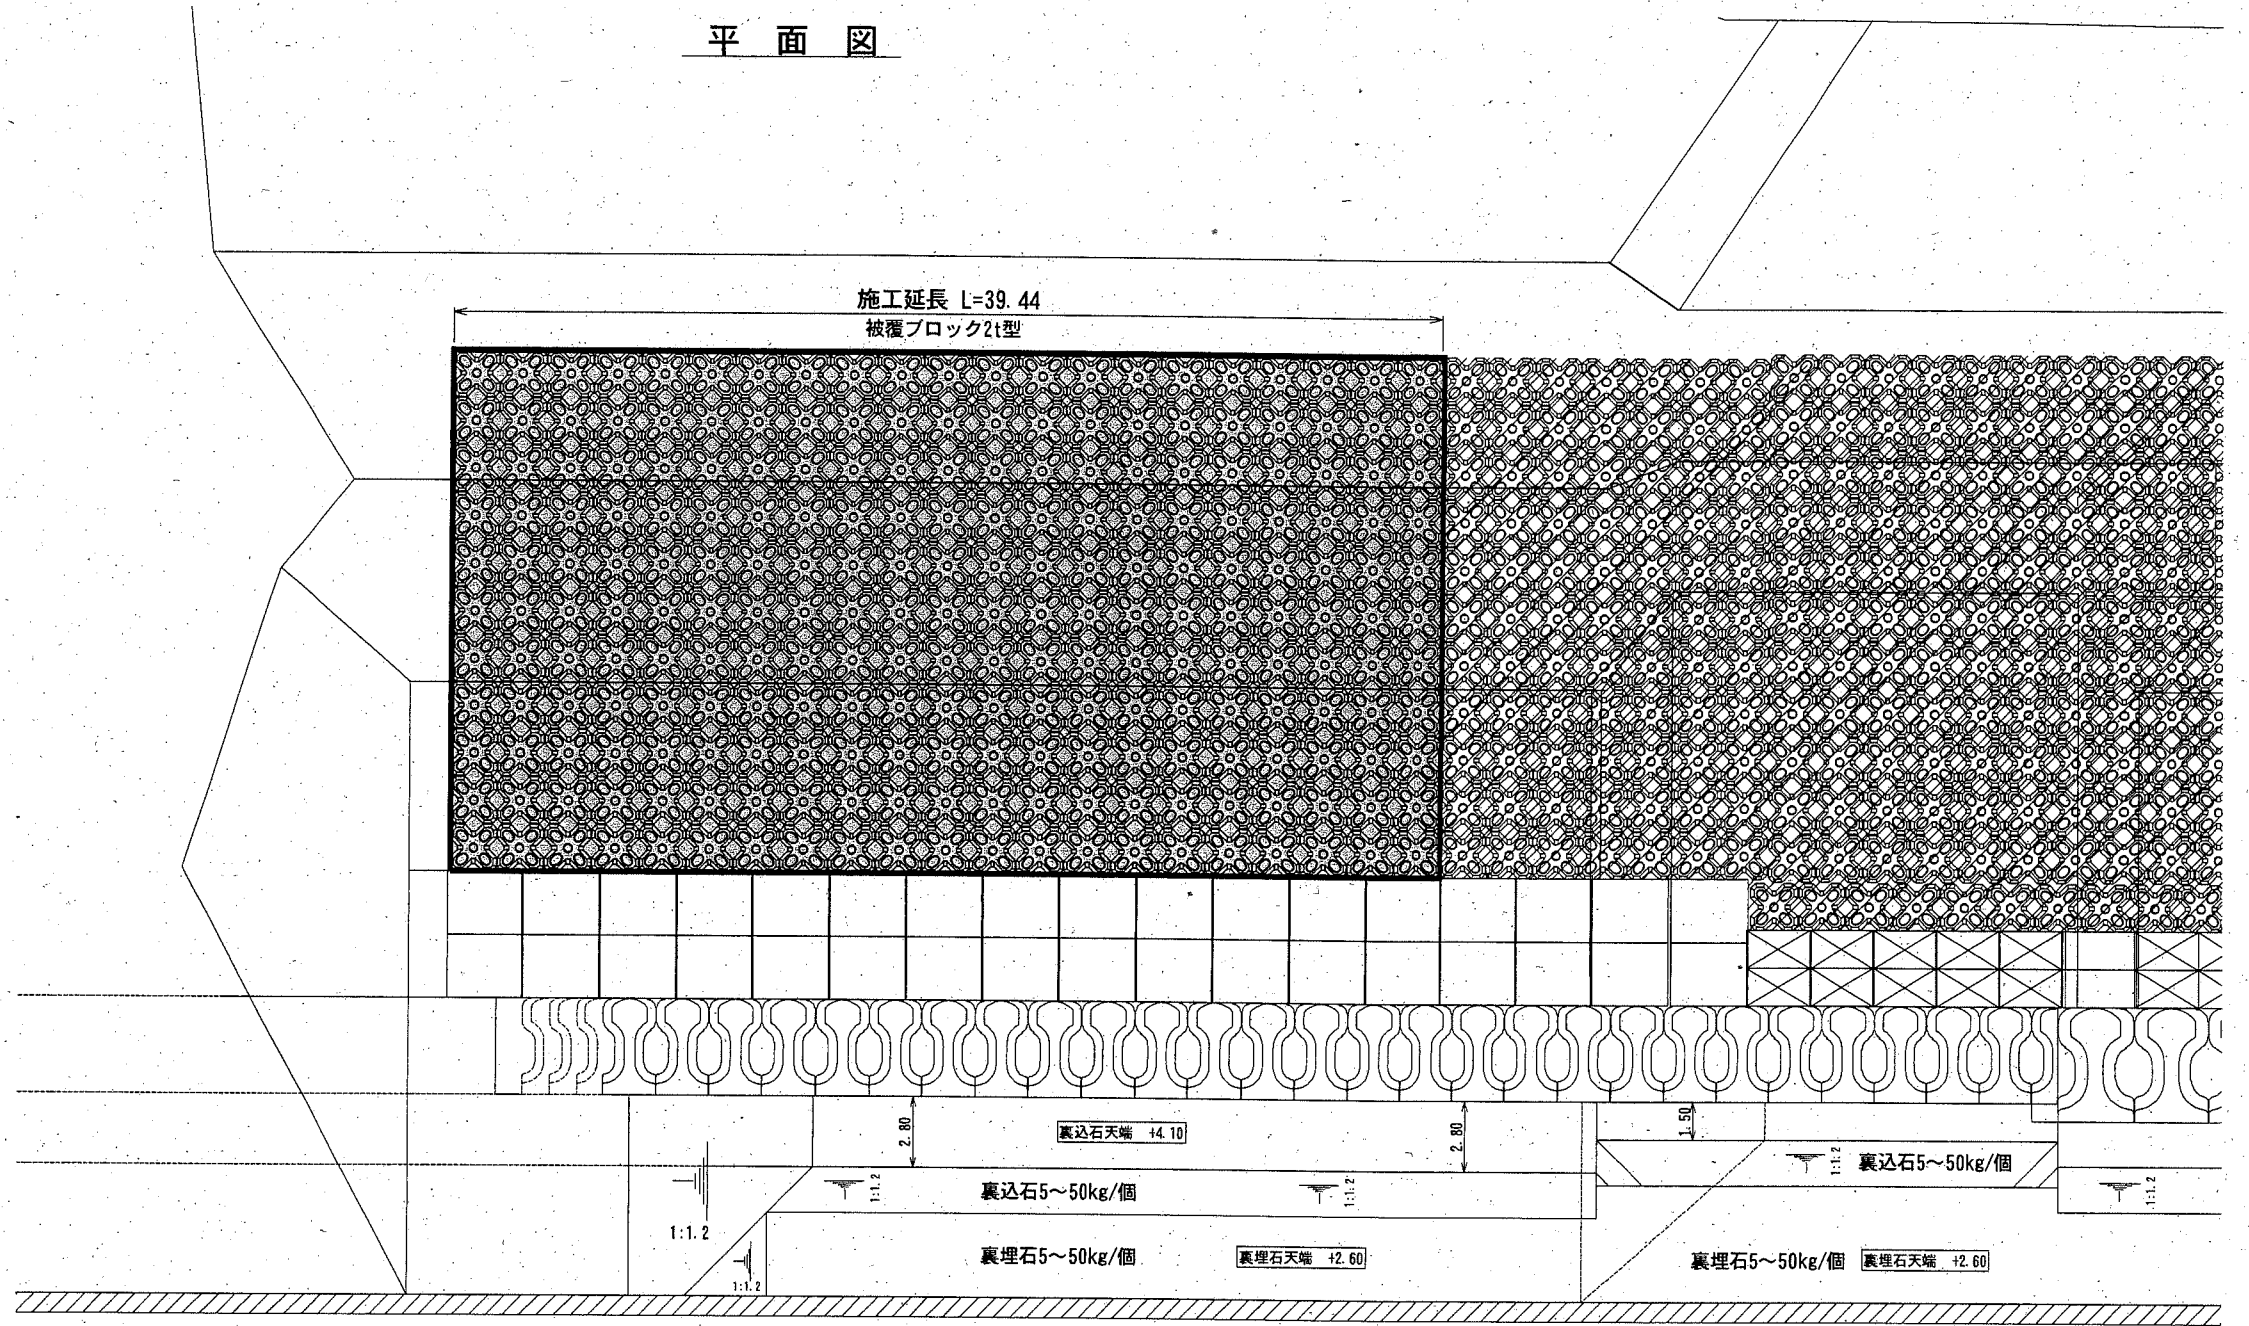 平 面 図
施工延長 L=39.44
被覆ブロック2t型
2.80
裏込石天端 +4.10
2.80
1.50
1:1.2
1:1.2
裏込石5～50kg/個
1:1.2
1:1.2
裏込石5～50kg/個
1:1.2
1:1.2
裏埋石5～50kg/個
裏埋石天端 +2.60
裏埋石5～50kg/個
裏埋石天端 +2.60